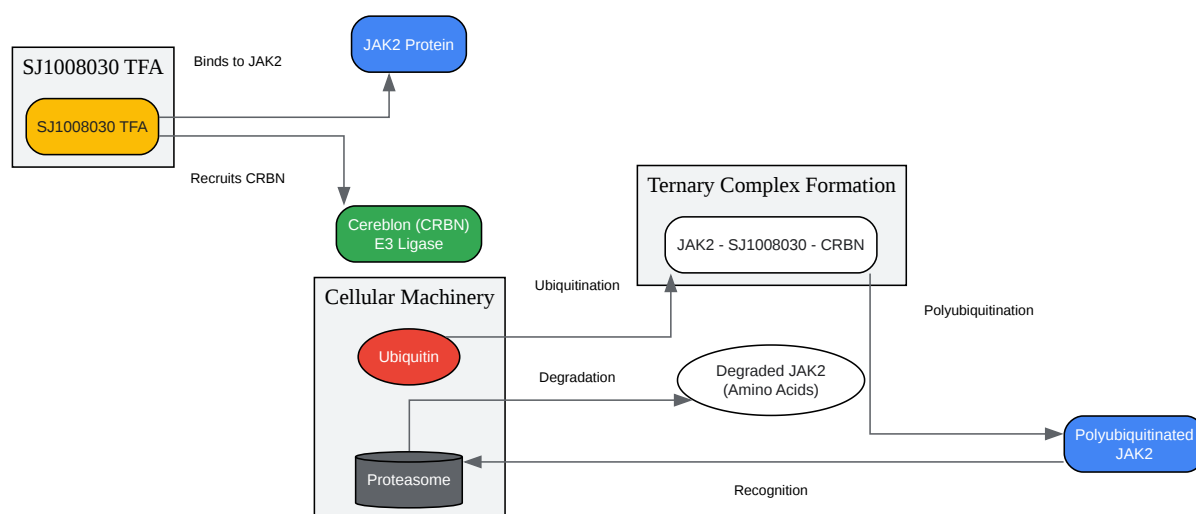 SJ1008030 TFA
SJ1008030 TFA
Binds to JAK2
JAK2 Protein
Recruits CRBN
Cereblon (CRBN)
E3 Ligase
Ternary Complex Formation
JAK2 - SJ1008030 - CRBN
Cellular Machinery
Ubiquitination
Ubiquitin
Polyubiquitination
Degradation
Degraded JAK2
(Amino Acids)
Polyubiquitinated
JAK2
Proteasome
Recognition